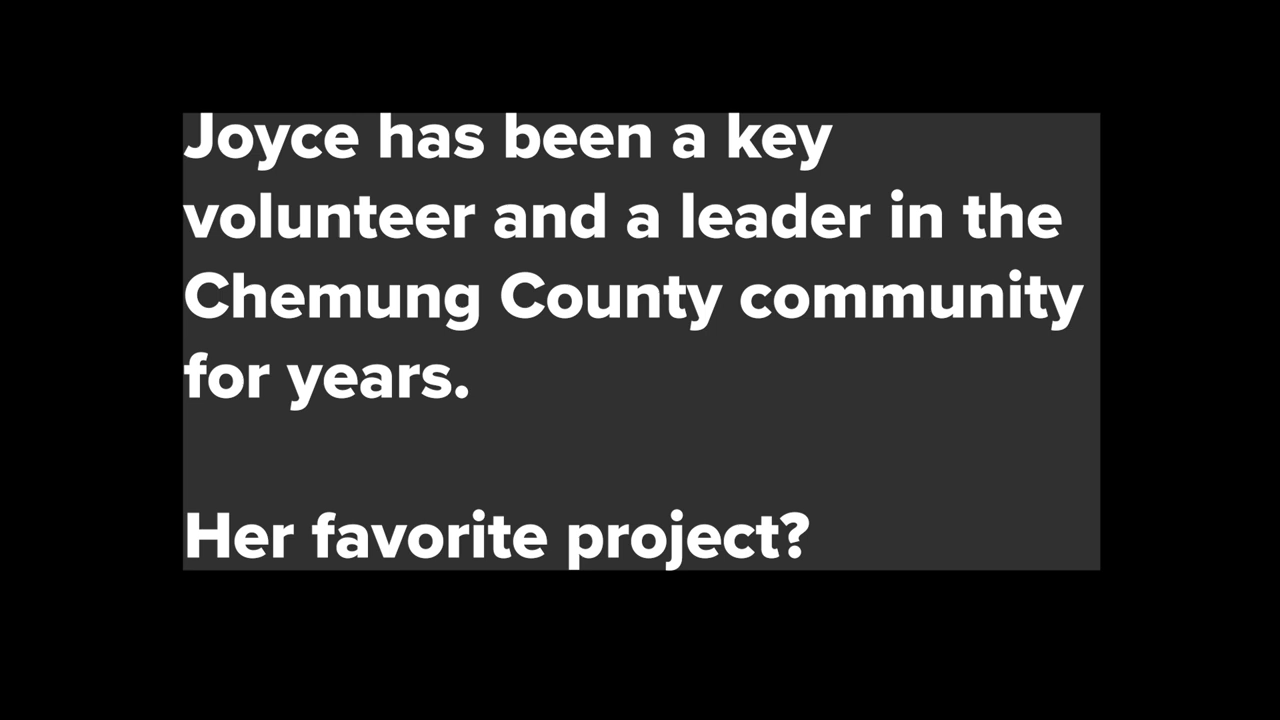 Joyce has been a key
volunteer and a leader in the
Chemung County community
for years.
Her favorite project?